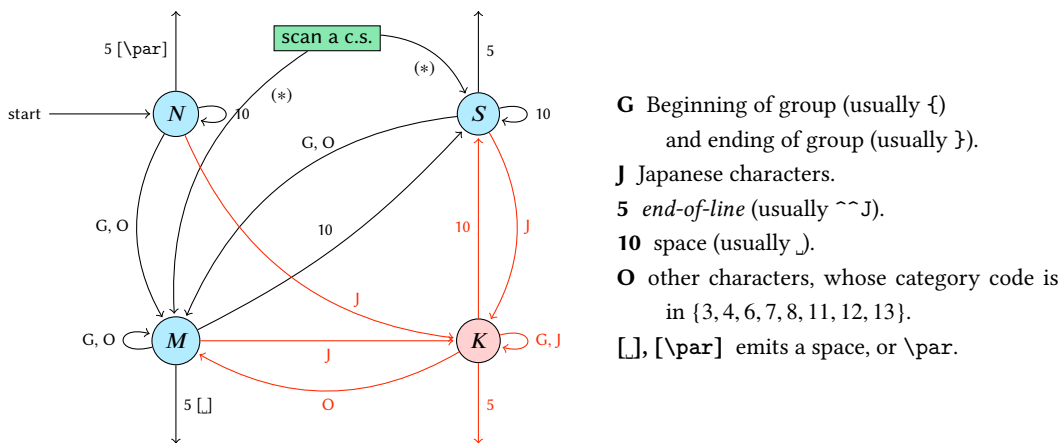 scan a c.s.
5 [\par]
5
(∗)
(∗)
start
N
10
S
10
G, O
G, O
10
10
J
J
G, O
M
J
K
G, J
O
5 [␣]
5
G Beginning of group (usually {)
and ending of group (usually }).
J Japanese characters.
5 end-of-line (usually ^^J).
10 space (usually ␣).
O other characters, whose category code is
in {3, 4, 6, 7, 8, 11, 12, 13}.
[␣], [\par] emits a space, or \par.